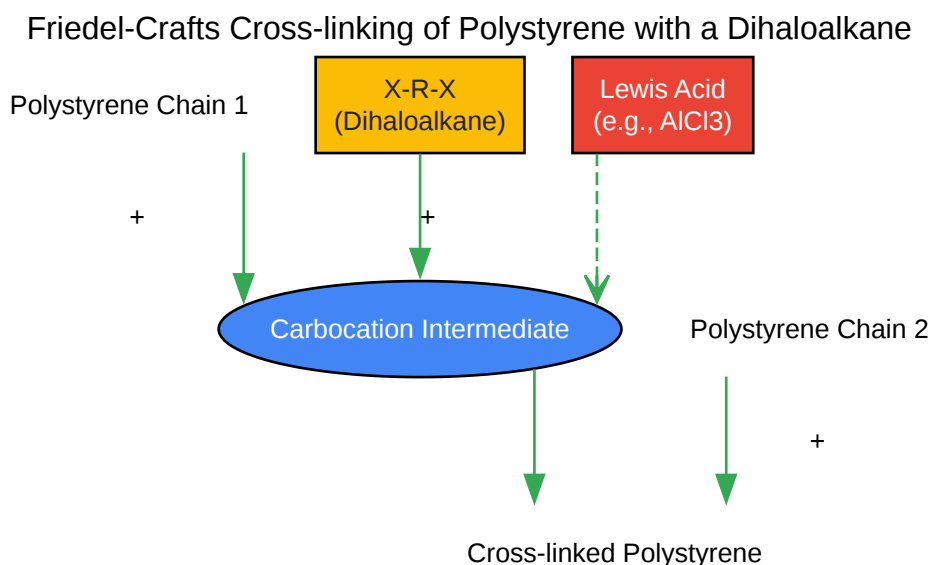 Friedel-Crafts Cross-linking of Polystyrene with a Dihaloalkane
Polystyrene Chain 1
X-R-X
(Dihaloalkane)
Lewis Acid
(e.g., AlCl3)
+
+
Carbocation Intermediate
Polystyrene Chain 2
+
Cross-linked Polystyrene